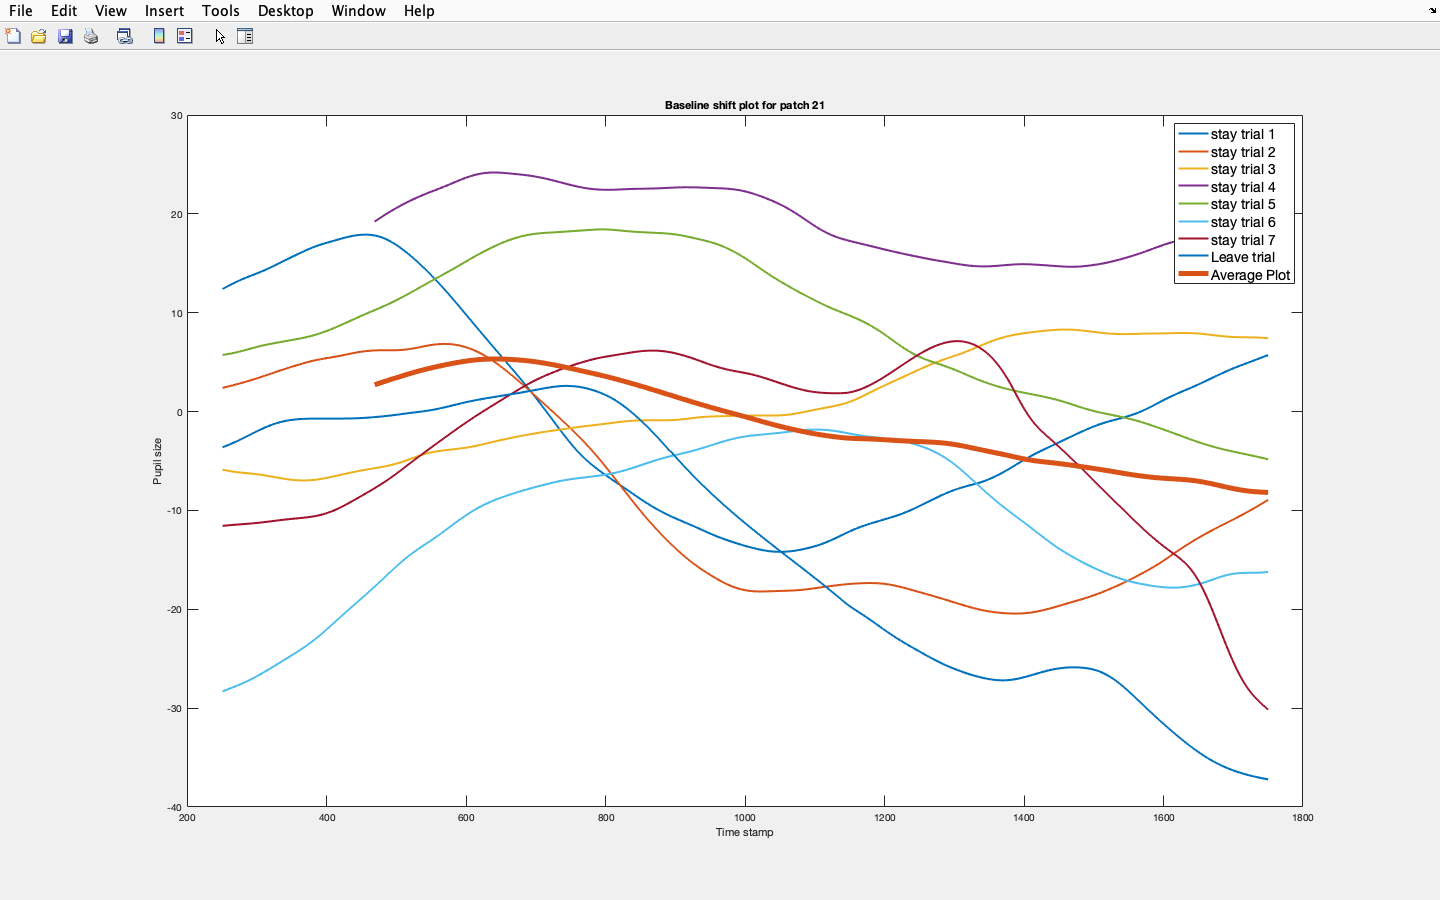 File Edit View Insert Tools Desktop Window Help
Baseline shift plot for patch 21
30
20
10
0
-10
-20
-30
-40
Pupil size
200 400 600 800 1000 1200 1400 1600 1800
Time stamp
stay trial 1
stay trial 2
stay trial 3
stay trial 4
stay trial 5
stay trial 6
stay trial 7
Leave trial
Average Plot